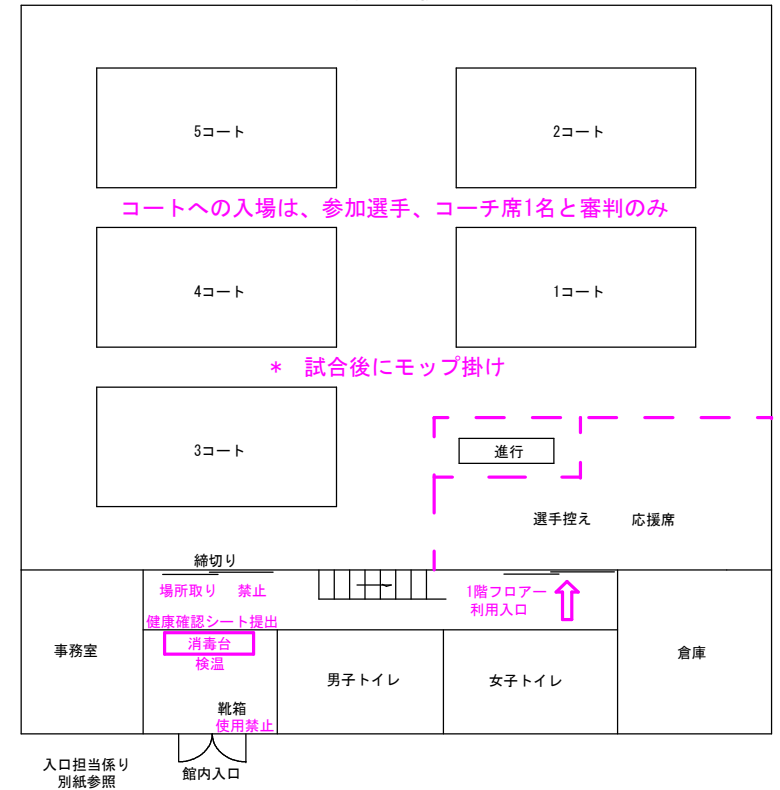 5コート
2コート
コートへの入場は、参加選手、コーチ席1名と審判のみ
4コート
1コート
* 試合後にモップ掛け
3コート
進行
選手控え 応援席
締切り
場所取り 禁止
1階フロアー
利用入口
健康確認シート提出
消毒台
検温
事務室
男子トイレ
女子トイレ
倉庫
靴箱
使用禁止
入口担当係り
別紙参照
館内入口